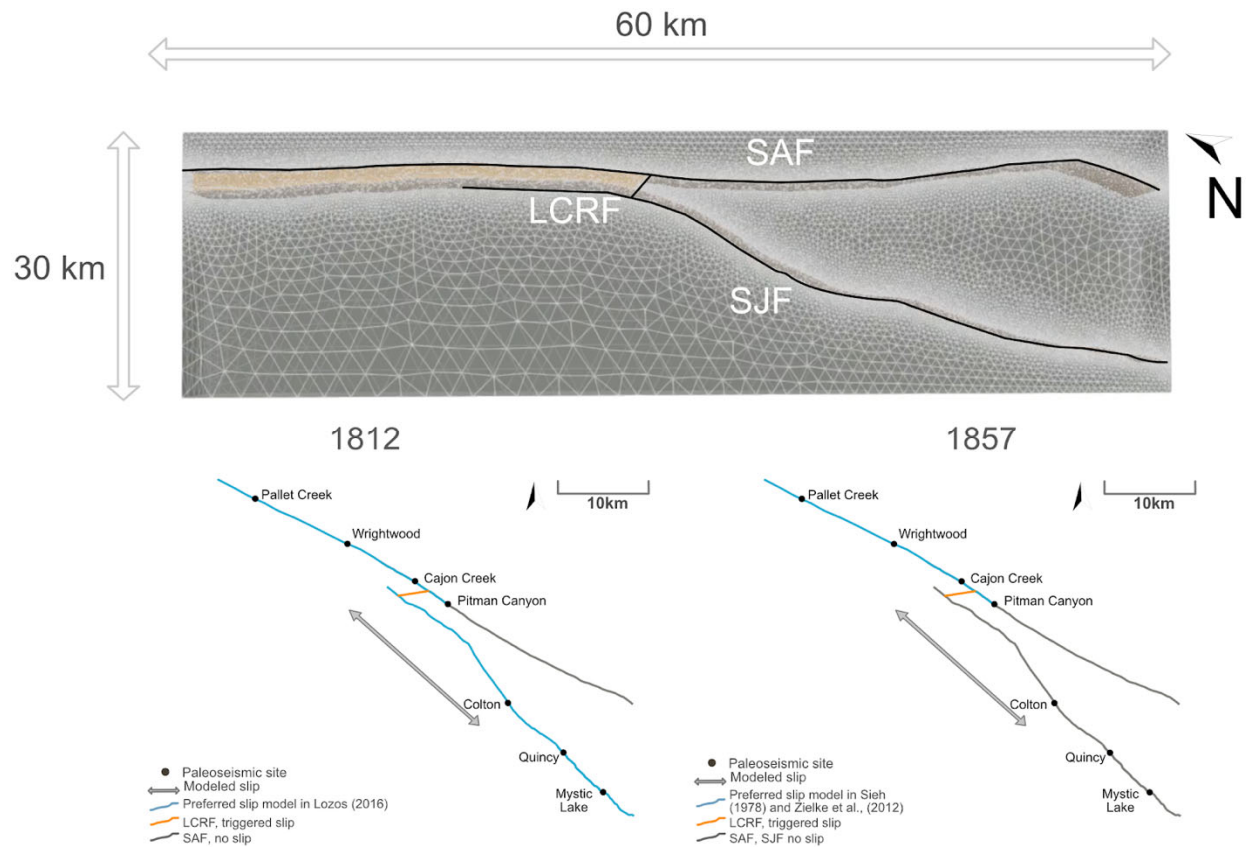 60 km
30 km
SAF
LCRF
SJF
N
1812
10km
Pallet Creek
Wrightwood
Cajon Creek
Pitman Canyon
Colton
Quincy
Mystic
Lake
Paleoseismic site
Modeled slip
Preferred slip model in Lozos (2016)
LCRF, triggered slip
SAF, no slip
1857
10km
Pallet Creek
Wrightwood
Cajon Creek
Pitman Canyon
Colton
Quincy
Mystic
Lake
Paleoseismic site
Modeled slip
Preferred slip model in Sieh
(1978) and Zielke et al., (2012)
LCRF, triggered slip
SAF, SJF no slip